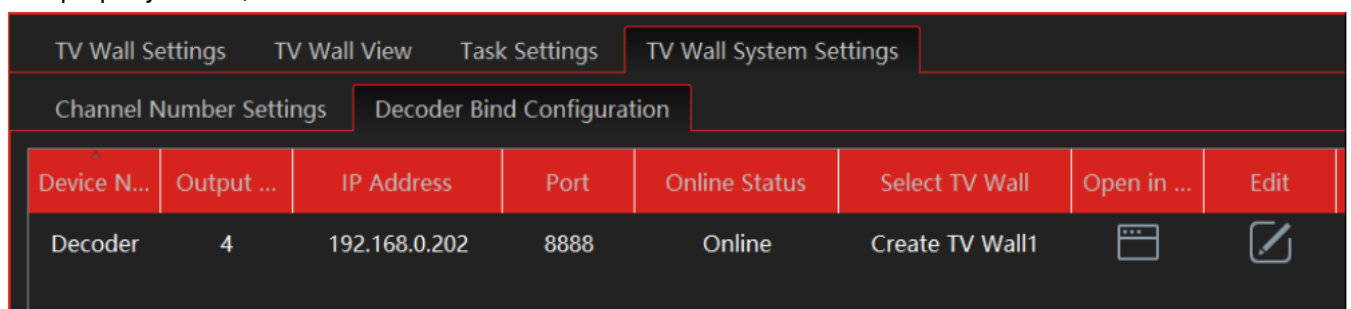 TV Wall Settings TV Wall View Task Settings TV Wall System Settings
Channel Number Settings Decoder Bind Configuration
Device N... Output ... IP Address Port Online Status Select TV Wall Open in ... Edit
Decoder 4 192.168.0.202 8888 Online Create TV Wall1